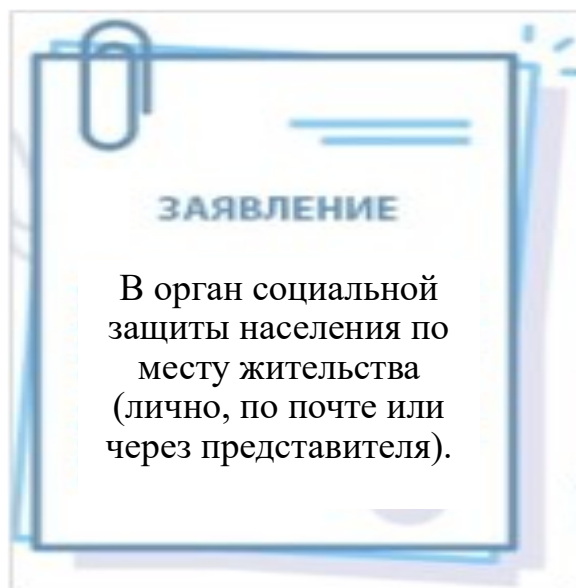 ЗАЯВЛЕНИЕ
В орган социальной
защиты населения по
месту жительства
(лично, по почте или
через представителя).